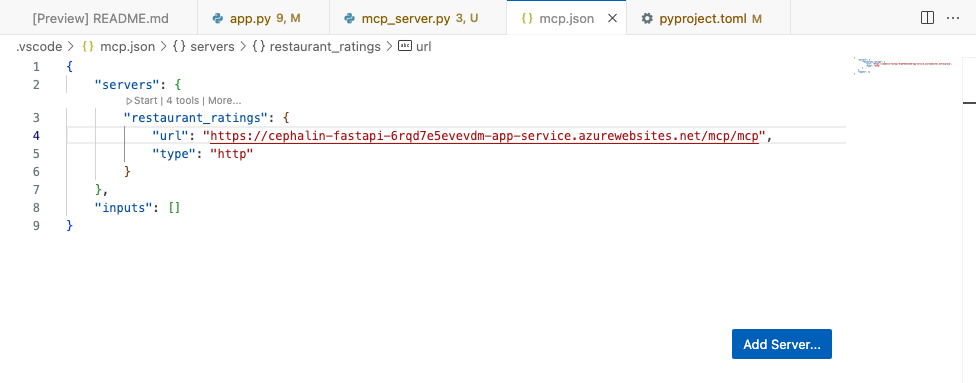 [Preview] README.md app.py 9, M mcp_server.py 3, U {} mcp.json × pyproject.toml M ···
.vscode > {} mcp.json > {} servers > {} restaurant_ratings > abc url
1 {
2 "servers": {
Start | 4 tools | More...
3 "restaurant_ratings": {
4 "url": "https://cephalin-fastapi-6rqd7e5evevdm-app-service.azurewebsites.net/mcp/mcp",
5 "type": "http"
6 }
7 },
8 "inputs": []
9 }
Add Server...